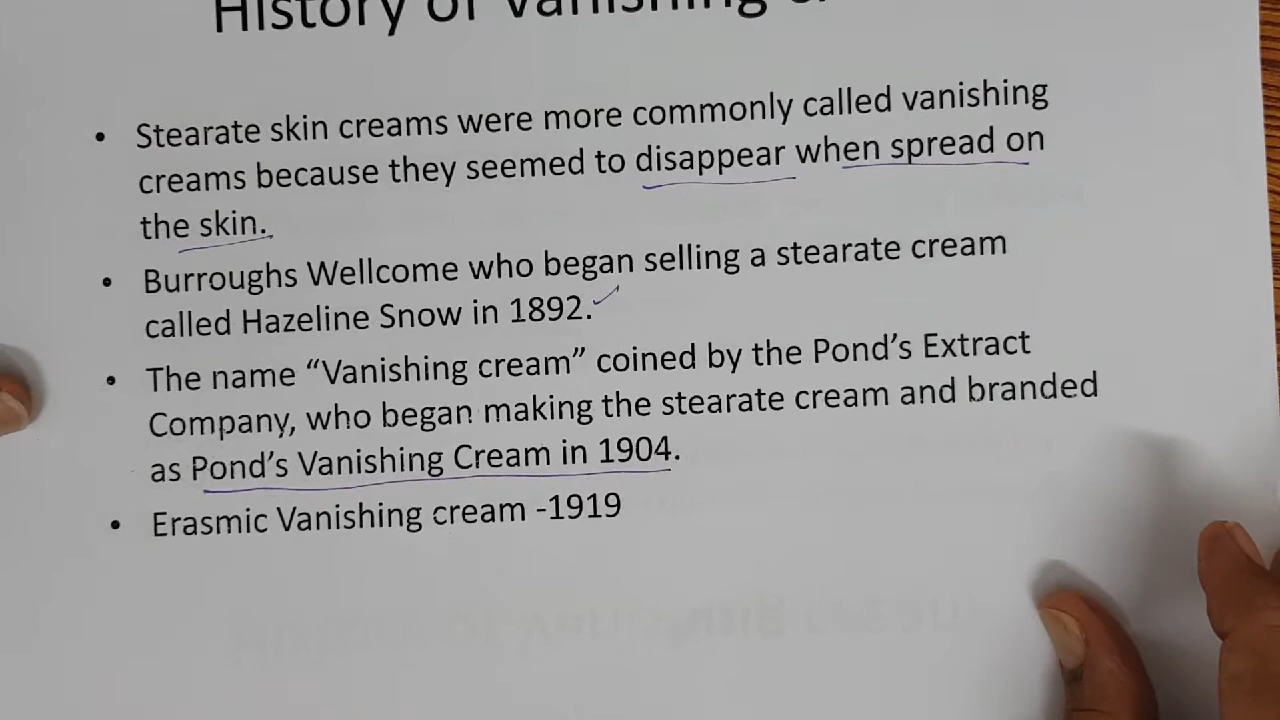 History of Vanishing
• Stearate skin creams were more commonly called vanishing
creams because they seemed to disappear when spread on
the skin.
• Burroughs Wellcome who began selling a stearate cream
called Hazeline Snow in 1892.
• The name “Vanishing cream” coined by the Pond’s Extract
Company, who began making the stearate cream and branded
as Pond’s Vanishing Cream in 1904.
• Erasmic Vanishing cream -1919